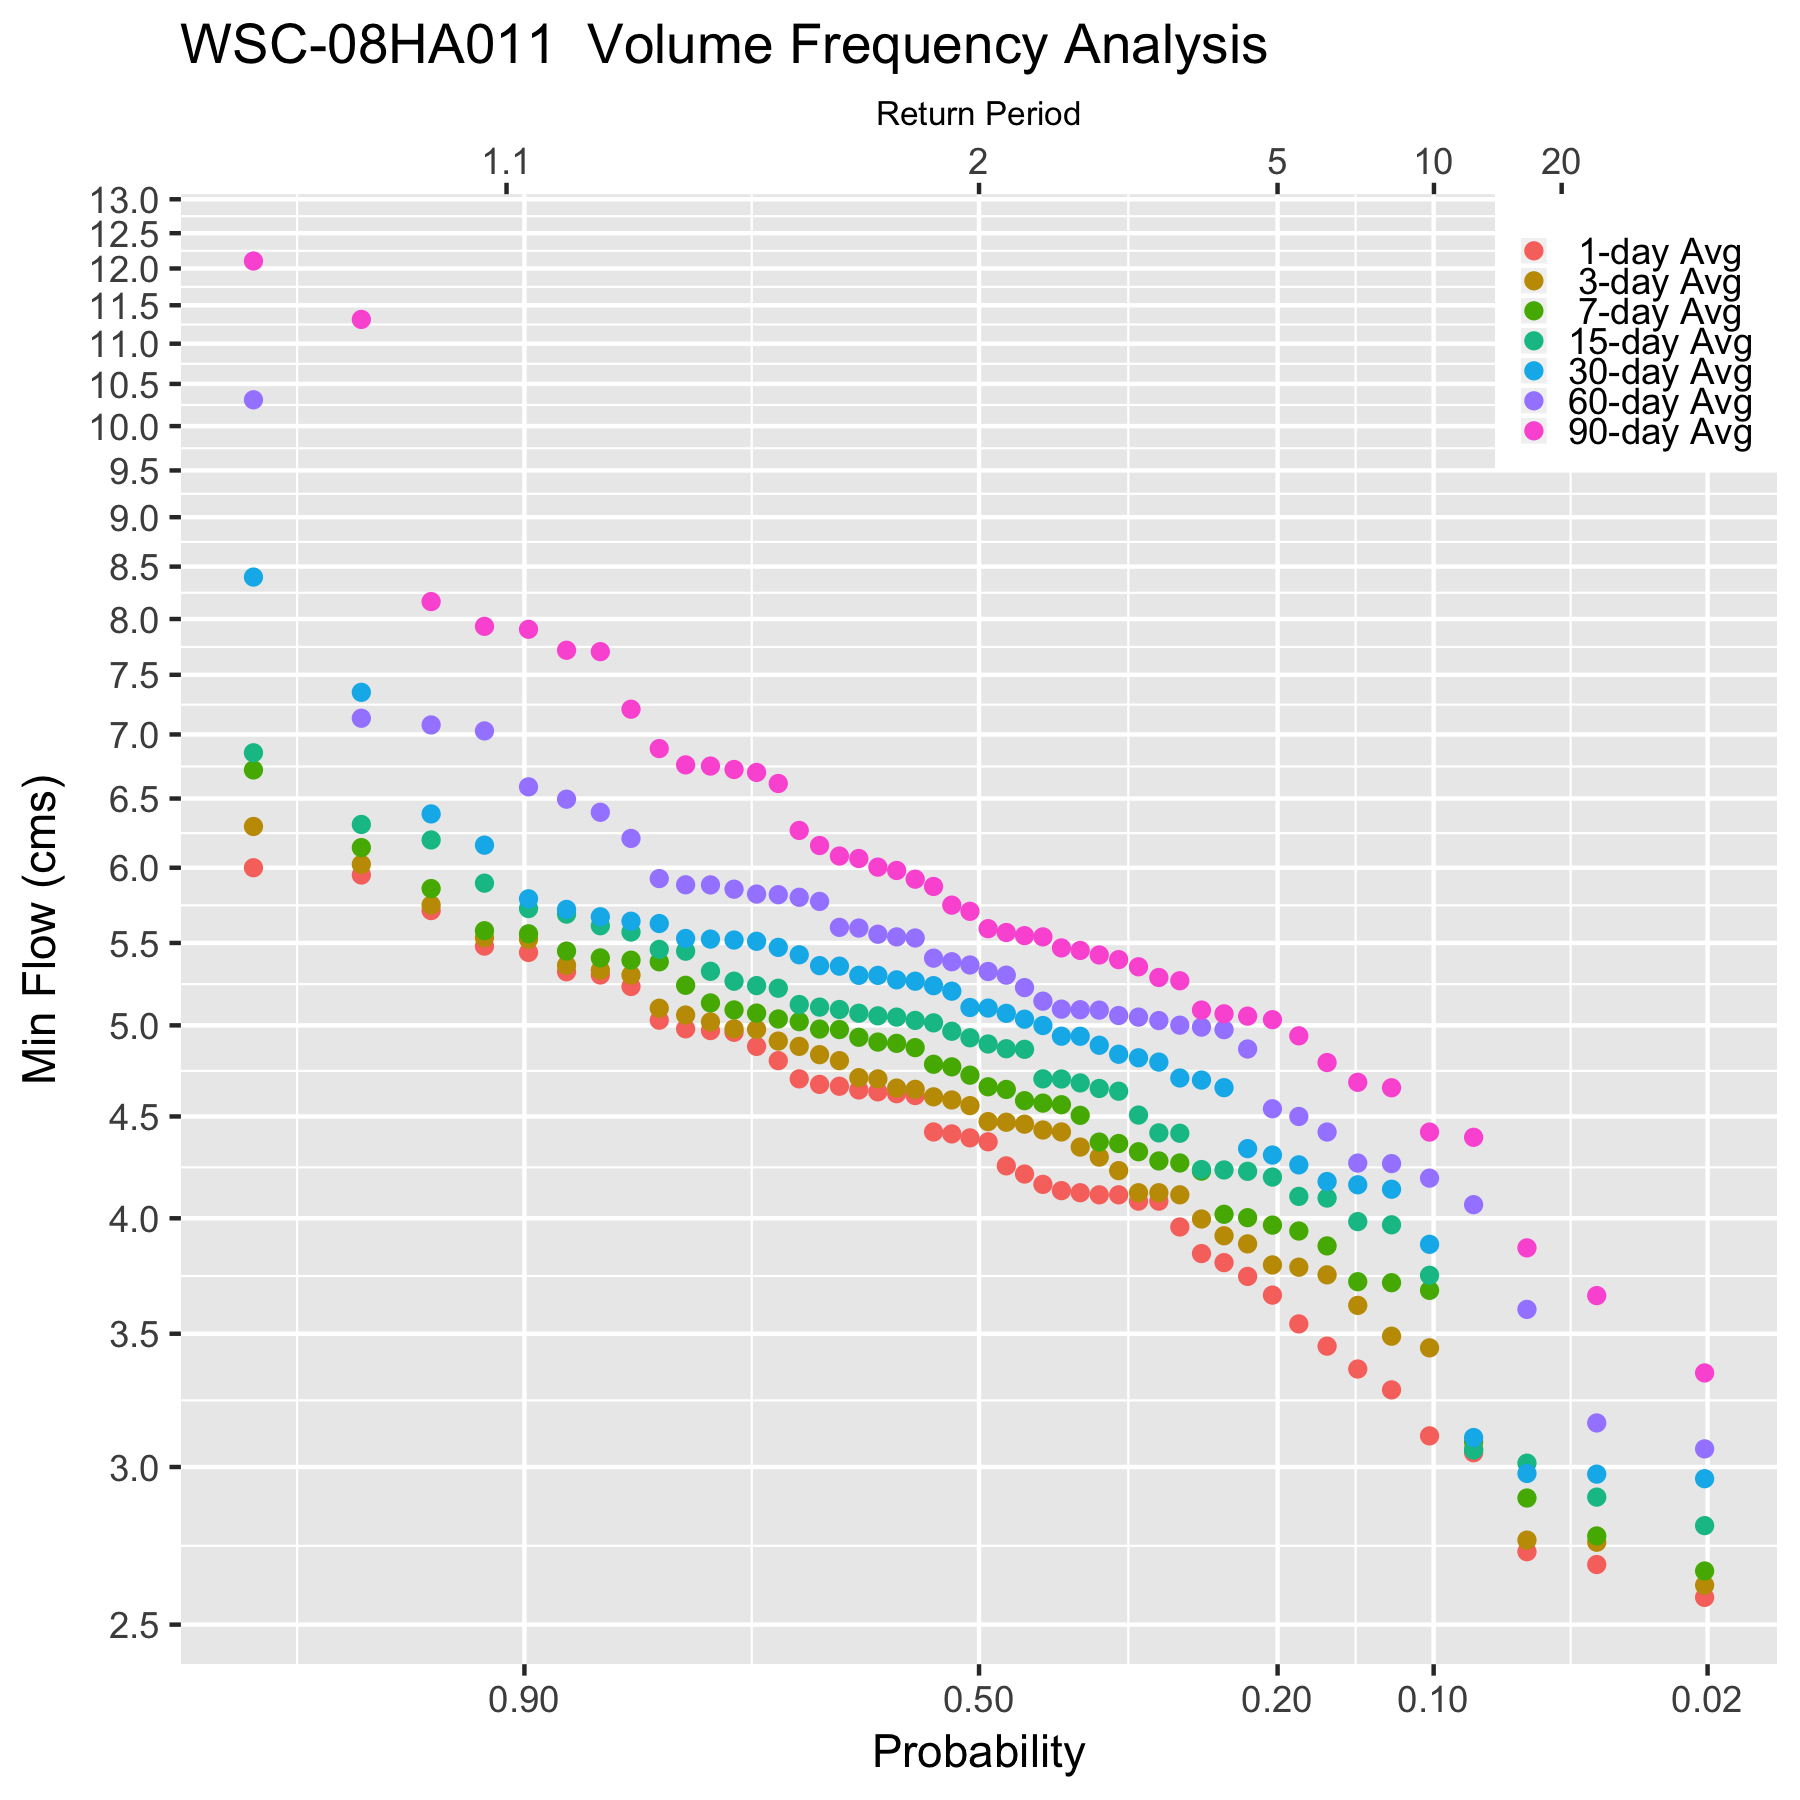 WSC-08HA011  Volume Frequency Analysis
Return Period
1.1 2 5 10 20
13.0
12.5
12.0
11.5
11.0
10.5
10.0
9.5
9.0
8.5
8.0
7.5
7.0
6.5
6.0
5.5
5.0
4.5
4.0
3.5
3.0
2.5
Min Flow (cms)
1-day Avg
3-day Avg
7-day Avg
15-day Avg
30-day Avg
60-day Avg
90-day Avg
0.90 0.50 0.20 0.10 0.02
Probability